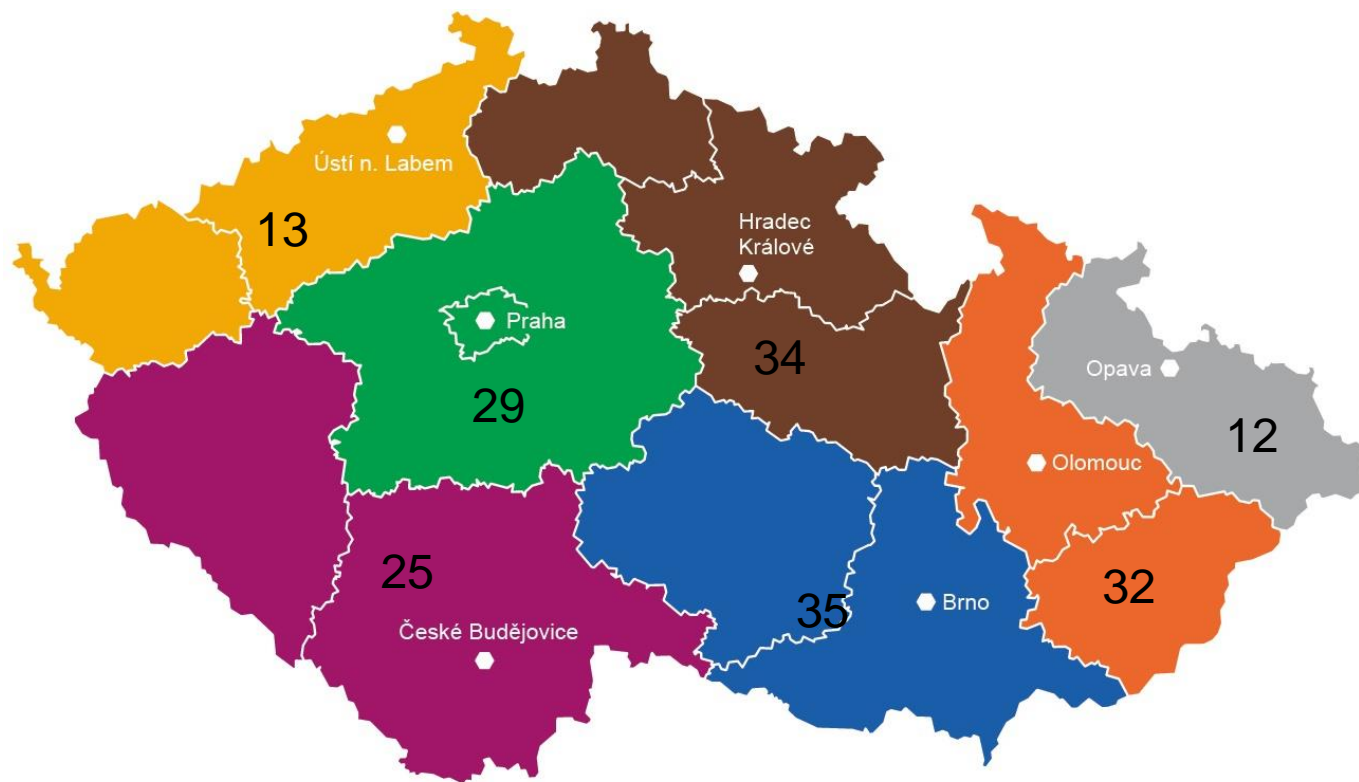 Ústí n. Labem
13
Hradec
Králové
Praha
34
Opava
29
12
Olomouc
25
32
35
Brno
České Budějovice